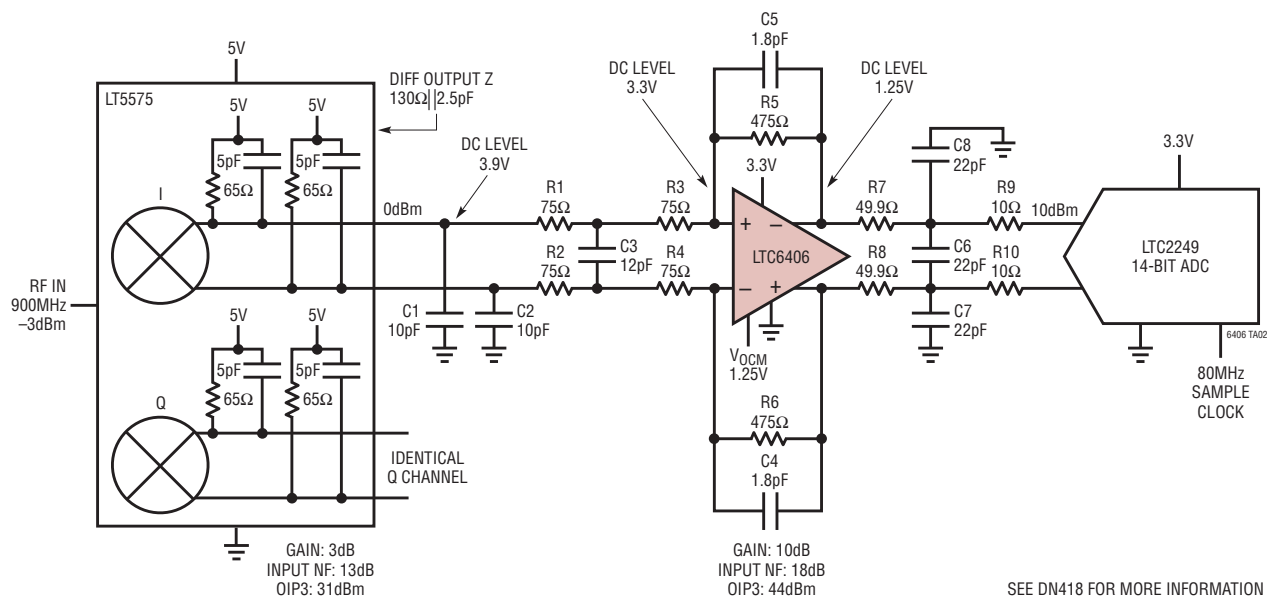 5V
LT5575
DIFF OUTPUT Z
130Ω||2.5pF
5V
5V
5pF
65Ω
5pF
65Ω
I
DC LEVEL
3.9V
0dBm
RF IN
900MHz
–3dBm
C1
10pF
C2
10pF
R1
75Ω
R2
75Ω
C3
12pF
R3
75Ω
R4
75Ω
DC LEVEL
3.3V
C5
1.8pF
R5
475Ω
DC LEVEL
1.25V
3.3V
+
–
LTC6406
–
+
VOCM
1.25V
R6
475Ω
C4
1.8pF
R7
49.9Ω
R8
49.9Ω
C8
22pF
C6
22pF
C7
22pF
R9
10Ω
R10
10Ω
10dBm
3.3V
LTC2249
14-BIT ADC
6406 TA02
80MHz
SAMPLE
CLOCK
5V
5V
5pF
65Ω
5pF
65Ω
Q
IDENTICAL
Q CHANNEL
GAIN: 3dB
INPUT NF: 13dB
OIP3: 31dBm
GAIN: 10dB
INPUT NF: 18dB
OIP3: 44dBm
SEE DN418 FOR MORE INFORMATION